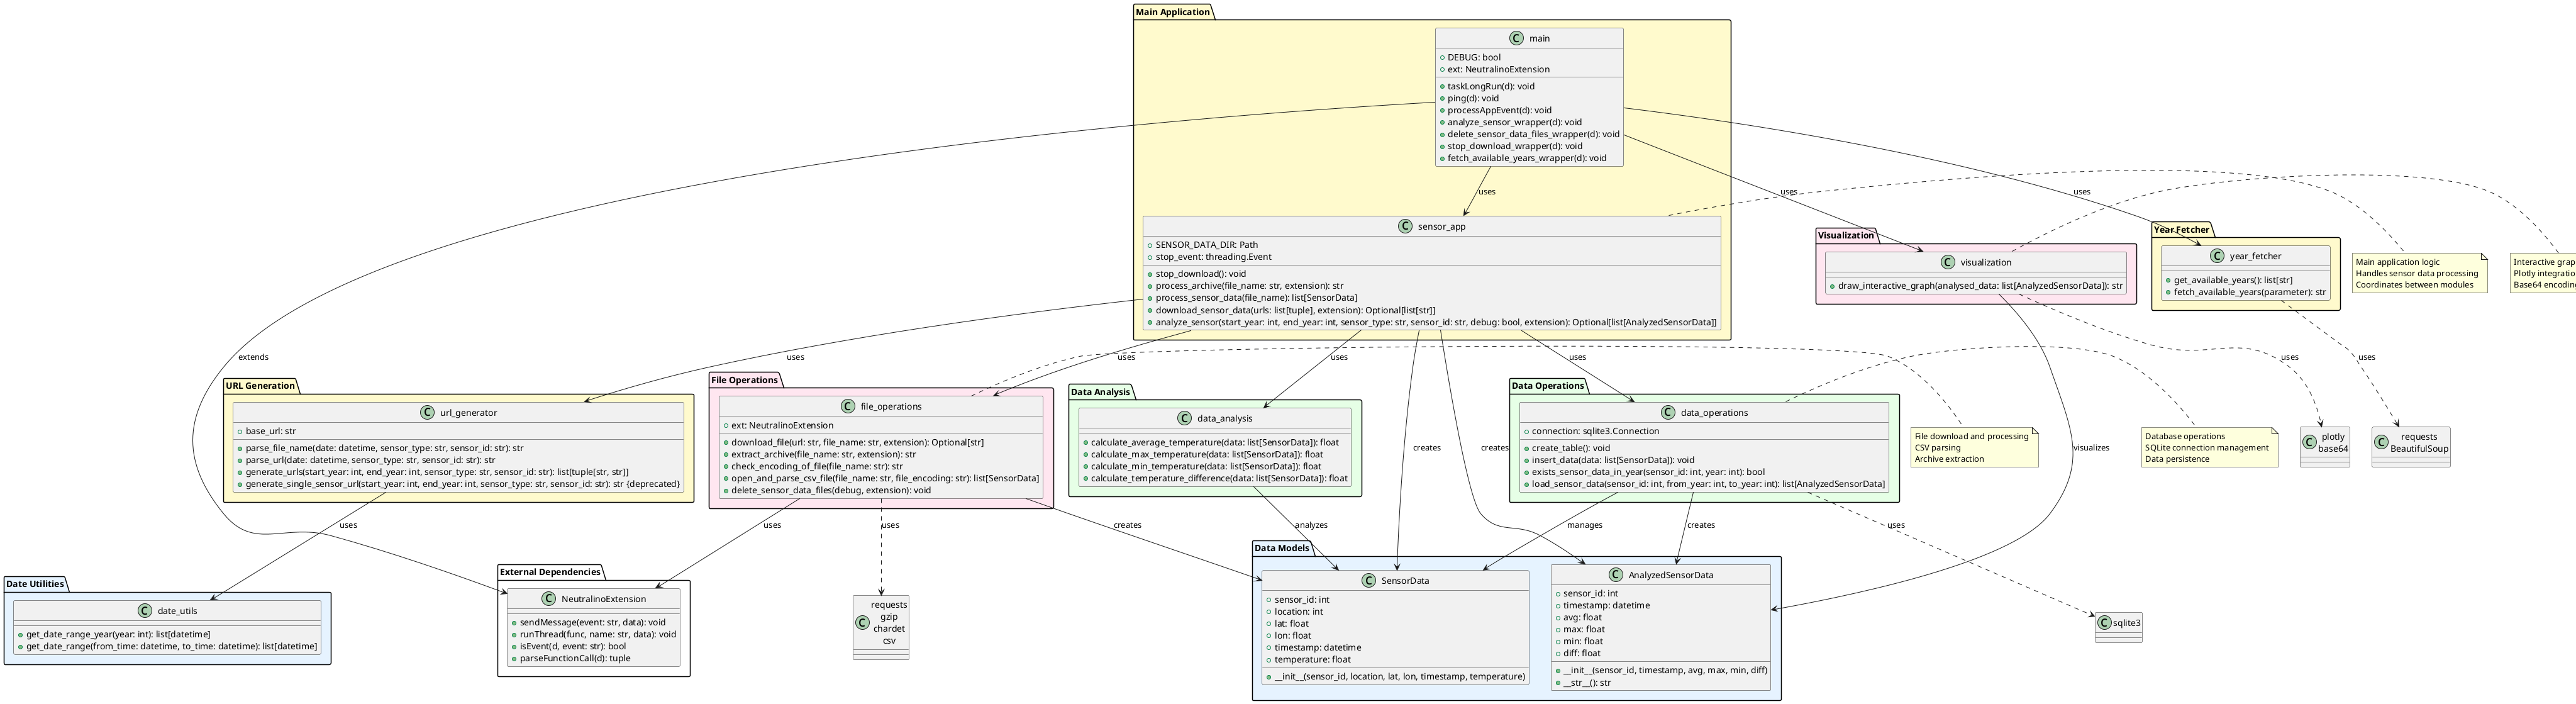 Main Application
main
DEBUG: bool
ext: NeutralinoExtension
taskLongRun(d): void
ping(d): void
processAppEvent(d): void
analyze_sensor_wrapper(d): void
delete_sensor_data_files_wrapper(d): void
stop_download_wrapper(d): void
fetch_available_years_wrapper(d): void
uses
uses
uses
sensor_app
SENSOR_DATA_DIR: Path
stop_event: threading.Event
stop_download(): void
process_archive(file_name: str, extension): str
process_sensor_data(file_name): list[SensorData]
download_sensor_data(urls: list[tuple], extension): Optional[list[str]]
analyze_sensor(start_year: int, end_year: int, sensor_type: str, sensor_id: str, debug: bool, extension): Optional[list[AnalyzedSensorData]]
Visualization
visualization
draw_interactive_graph(analysed_data: list[AnalyzedSensorData]): str
Year Fetcher
year_fetcher
get_available_years(): list[str]
fetch_available_years(parameter): str
Main application logic
Handles sensor data processing
Coordinates between modules
Interactive grap
Plotly integratio
Base64 encoding
extends
uses
uses
uses
uses
uses
uses
URL Generation
url_generator
base_url: str
parse_file_name(date: datetime, sensor_type: str, sensor_id: str): str
parse_url(date: datetime, sensor_type: str, sensor_id: str): str
generate_urls(start_year: int, end_year: int, sensor_type: str, sensor_id: str): list[tuple[str, str]]
generate_single_sensor_url(start_year: int, end_year: int, sensor_type: str, sensor_id: str): str {deprecated}
File Operations
file_operations
ext: NeutralinoExtension
download_file(url: str, file_name: str, extension): Optional[str]
extract_archive(file_name: str, extension): str
check_encoding_of_file(file_name: str): str
open_and_parse_csv_file(file_name: str, file_encoding: str): list[SensorData]
delete_sensor_data_files(debug, extension): void
Data Analysis
data_analysis
calculate_average_temperature(data: list[SensorData]): float
calculate_max_temperature(data: list[SensorData]): float
calculate_min_temperature(data: list[SensorData]): float
calculate_temperature_difference(data: list[SensorData]): float
creates
creates
Data Operations
data_operations
connection: sqlite3.Connection
create_table(): void
insert_data(data: list[SensorData]): void
exists_sensor_data_in_year(sensor_id: int, year: int): bool
load_sensor_data(sensor_id: int, from_year: int, to_year: int): list[AnalyzedSensorData]
File download and processing
CSV parsing
Archive extraction
visualizes
Database operations
SQLite connection management
Data persistence
plotly
base64
requests
BeautifulSoup
uses
uses
uses
creates
analyzes
manages
creates
uses
Date Utilities
date_utils
get_date_range_year(year: int): list[datetime]
get_date_range(from_time: datetime, to_time: datetime): list[datetime]
External Dependencies
NeutralinoExtension
sendMessage(event: str, data): void
runThread(func, name: str, data): void
isEvent(d, event: str): bool
parseFunctionCall(d): tuple
requests
gzip
chardet
csv
Data Models
SensorData
sensor_id: int
location: int
lat: float
lon: float
timestamp: datetime
temperature: float
__init__(sensor_id, location, lat, lon, timestamp, temperature)
AnalyzedSensorData
sensor_id: int
timestamp: datetime
avg: float
max: float
min: float
diff: float
__init__(sensor_id, timestamp, avg, max, min, diff)
__str__(): str
sqlite3